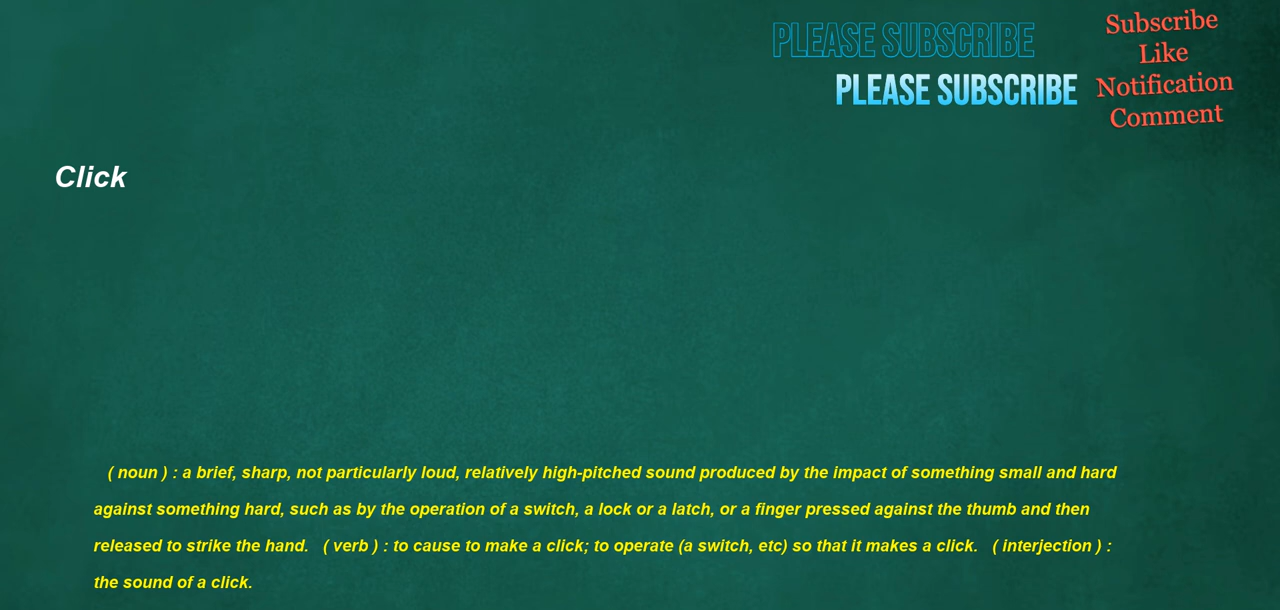 PLEASE SUBSCRIBE
PLEASE SUBSCRIBE
Subscribe
Like
Notification
Comment
Click
( noun ) : a brief, sharp, not particularly loud, relatively high-pitched sound produced by the impact of something small and hard
against something hard, such as by the operation of a switch, a lock or a latch, or a finger pressed against the thumb and then
released to strike the hand. ( verb ) : to cause to make a click; to operate (a switch, etc) so that it makes a click. ( interjection ) :
the sound of a click.